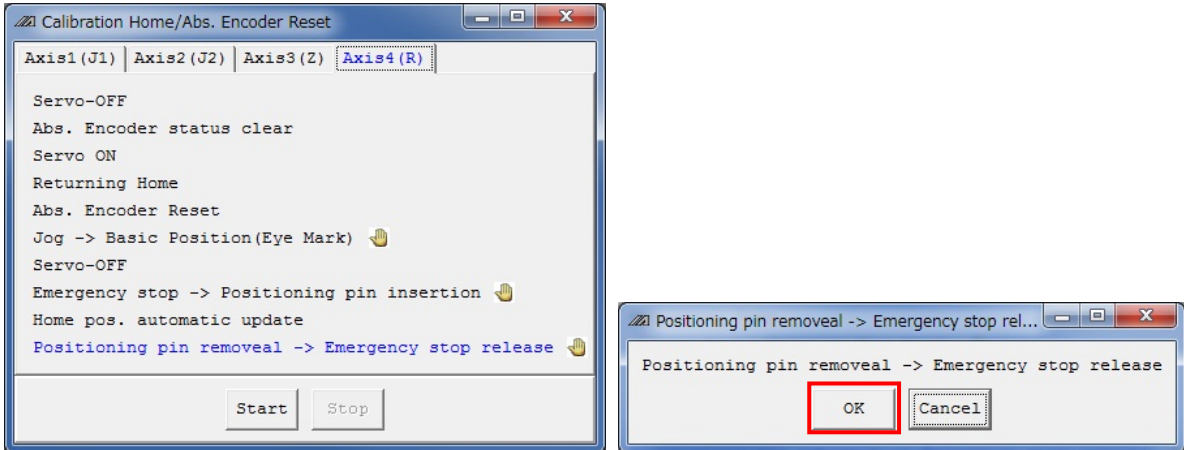 Calibration Home/Abs. Encoder Reset
Axis1(J1) Axis2(J2) Axis3(Z) Axis4(R)
Servo-OFF
Abs. Encoder status clear
Servo ON
Returning Home
Abs. Encoder Reset
Jog -> Basic Position(Eye Mark)
Servo-OFF
Emergency stop -> Positioning pin insertion
Home pos. automatic update
Positioning pin removeal -> Emergency stop release
Start Stop
Positioning pin removeal -> Emergency stop rel...
Positioning pin removeal -> Emergency stop release
OK Cancel